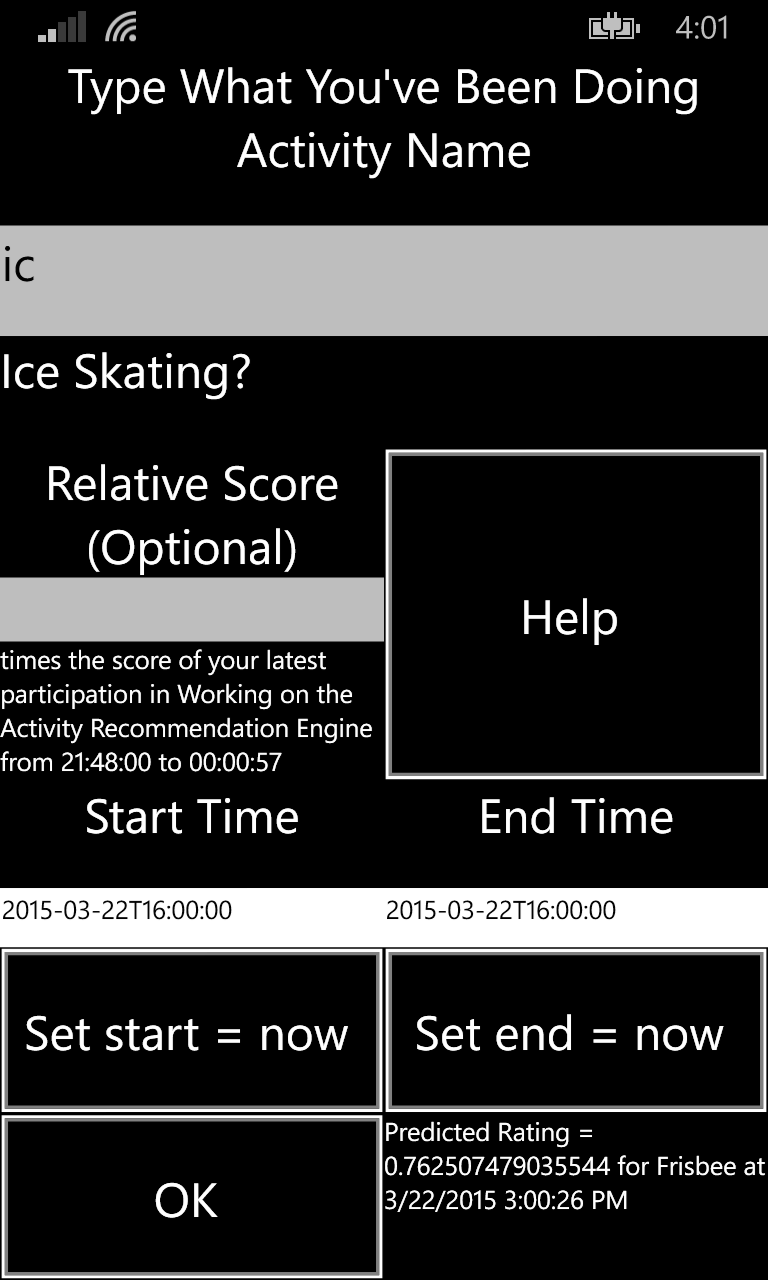 4:01
Type What You've Been Doing
Activity Name
ic
Ice Skating?
Relative Score
(Optional)
Help
times the score of your latest
participation in Working on the
Activity Recommendation Engine
from 21:48:00 to 00:00:57
Start Time
End Time
2015-03-22T16:00:00
2015-03-22T16:00:00
Set start = now
Set end = now
OK
Predicted Rating =
0.762507479035544 for Frisbee at
3/22/2015 3:00:26 PM